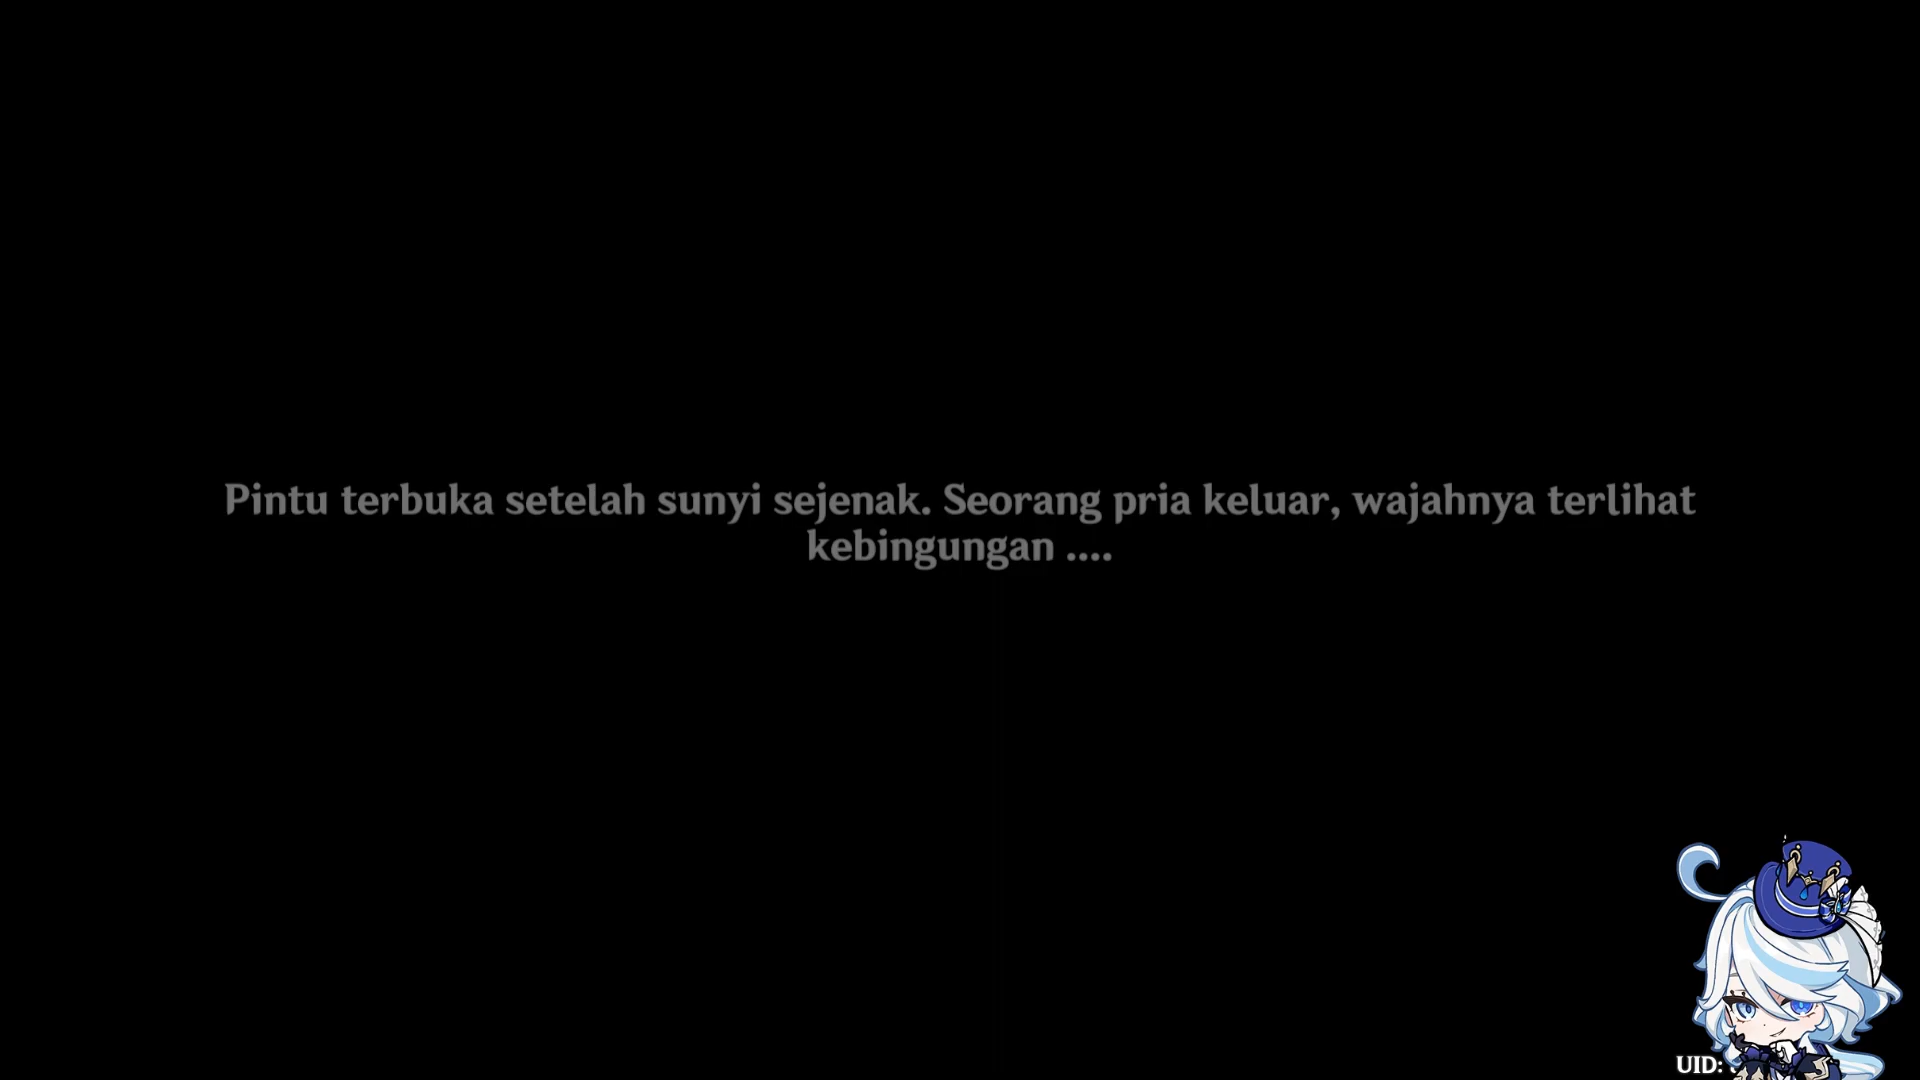 Pintu terbuka setelah sunyi sejenak. Seorang pria keluar, wajahnya terlihat
kebingungan ....
UID: